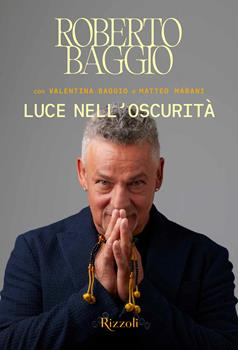 ROBERTO
BAGGIO
con VALENTINA BAGGIO e MATTEO MARANI
LUCE NELL'OSCURITÀ
Rizzoli